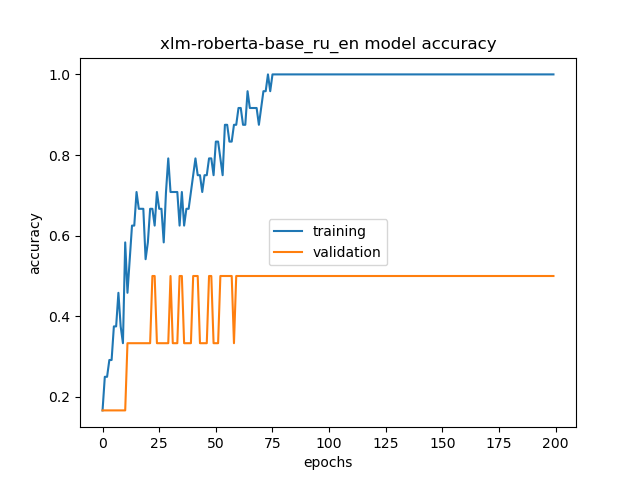 xlm-roberta-base_ru_en model accuracy
1.0
0.8
0.6
0.4
0.2
accuracy
training
validation
0 25 50 75 100 125 150 175 200
epochs